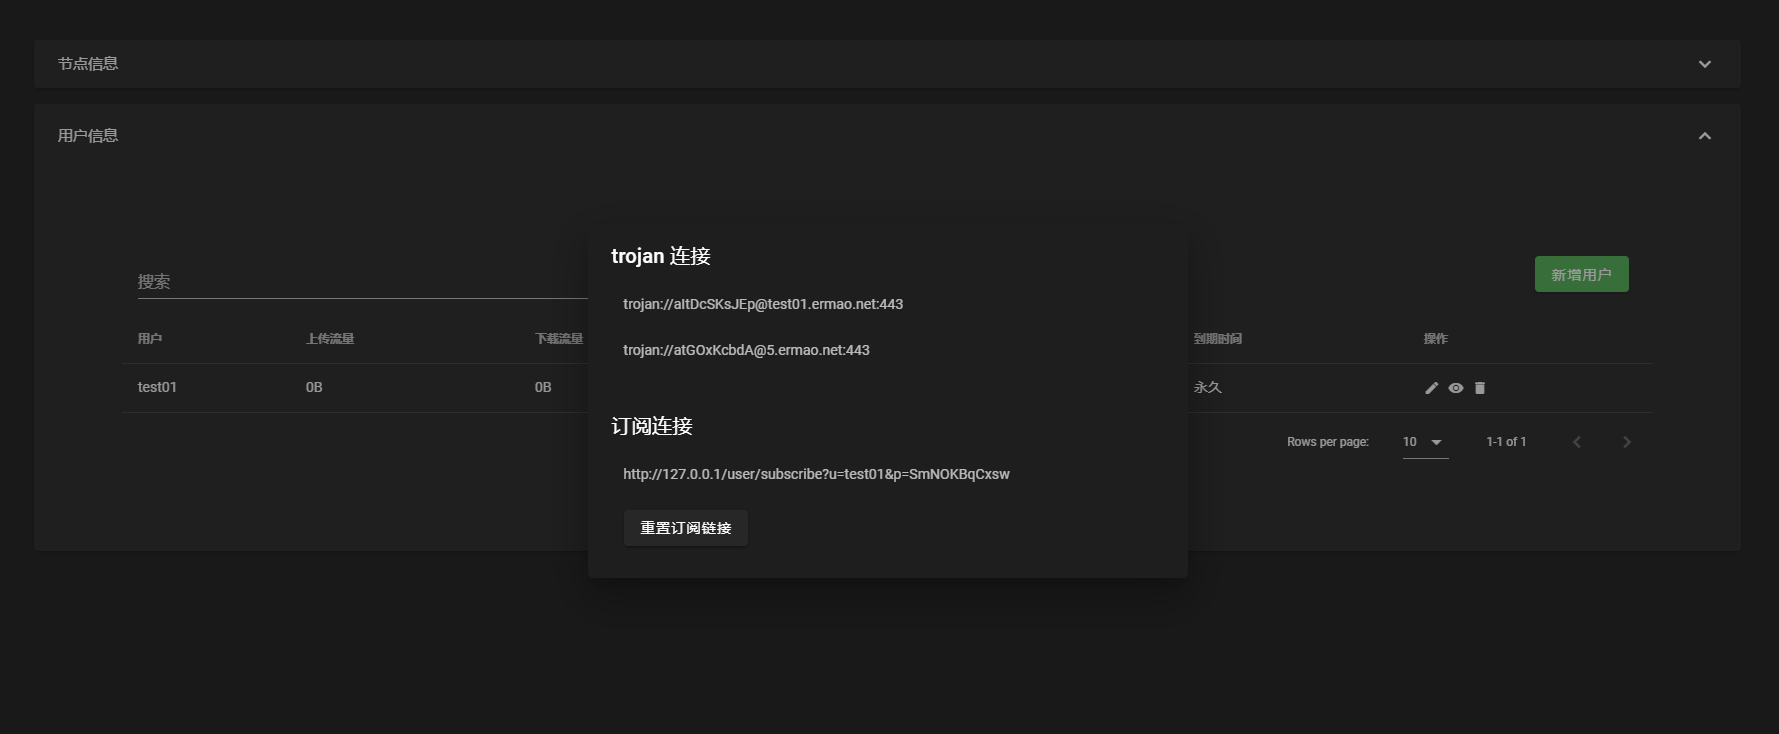 节点信息
用户信息
搜索
新增用户
用户 上传流量 下载流量 到期时间 操作
test01 0B 0B 永久
Rows per page: 10 1-1 of 1
trojan 连接
trojan://aItDcSKsJEp@test01.ermao.net:443
trojan://atGOxKcbdA@5.ermao.net:443
订阅连接
http://127.0.0.1/user/subscribe?u=test01&p=SmNOKBqCxsw
重置订阅链接